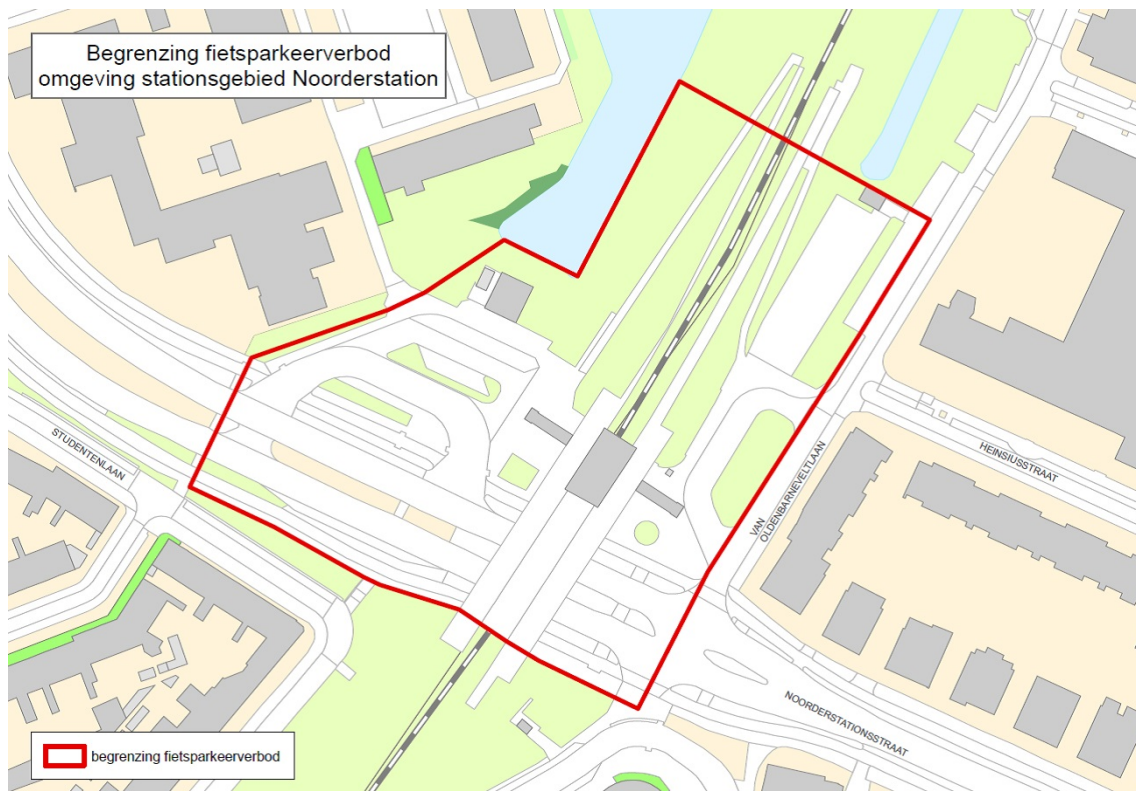 Begrenzing fietsparkeerverbod
omgeving stationsgebied Noorderstation
STUDENTENLAAN
HEINSIUSSTRAAT
VAN
OLDENBARNEVELTLAAN
NOORDERSTATIONSSTRAAT
begrenzing fietsparkeerverbod